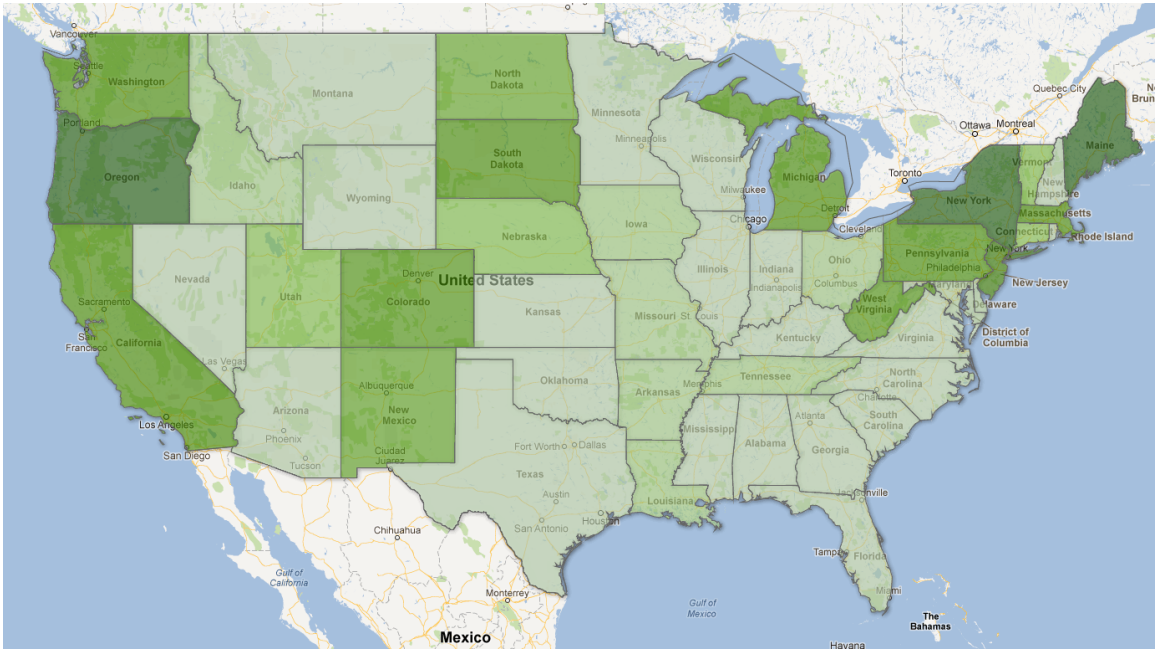 Vancouver
Seattle
Washington
North
Dakota
Montana
Minnesota
Quebec City
Portland
Ottawa
Montreal
Minneapolis
Maine
South
Dakota
Wisconsin
Vermont
Oregon
Idaho
Michigan
Toronto
Wyoming
Milwaukee
New
Hampshire
New York
Detroit
Massachusetts
Chicago
Iowa
Cleveland
Connecticut
Rhode Island
Nebraska
New York
Pennsylvania
Ohio
Philadelphia
Nevada
Denver
United States
Illinois
Indiana
Columbus
New Jersey
Indianapolis
Maryland
Utah
Colorado
Sacramento
West
Virginia
Delaware
Kansas
Missouri
St. Louis
San
Francisco
California
Kentucky
Virginia
District of
Columbia
Las Vegas
Tennessee
North
Carolina
Albuquerque
Oklahoma
Memphis
Arkansas
Charlotte
Arizona
New
Mexico
Los Angeles
Atlanta
South
Carolina
Phoenix
Mississippi
Alabama
Georgia
San Diego
Ciudad
Juarez
Fort Worth
Dallas
Tucson
Texas
Austin
Jacksonville
Louisiana
Houston
San Antonio
Chihuahua
Tampa
Florida
Gulf of
California
Monterrey
Miami
Gulf of
Mexico
The
Bahamas
Mexico
Havana